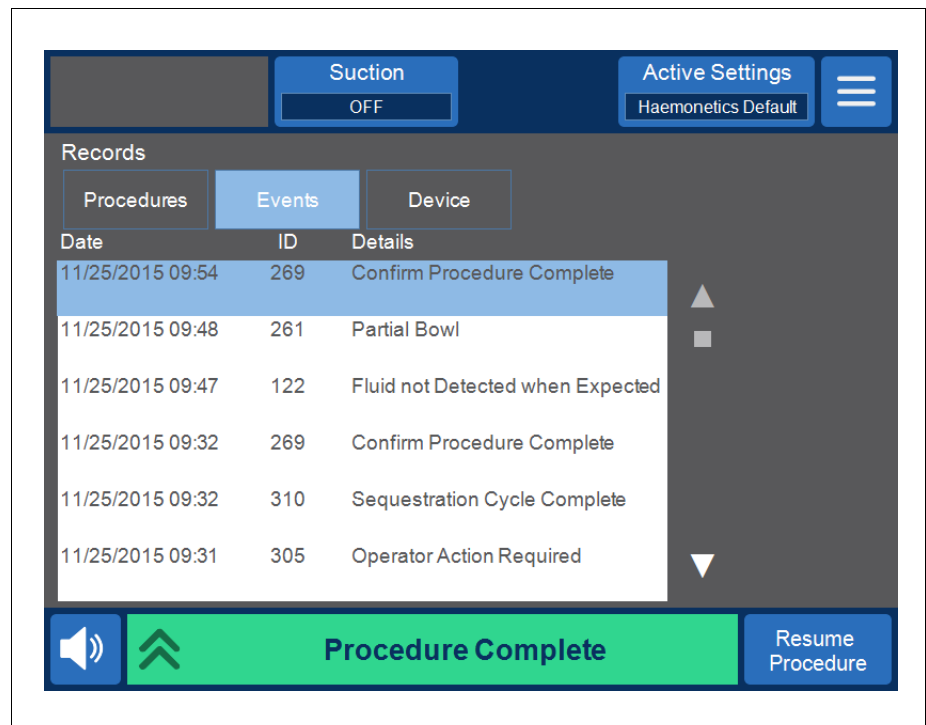 Suction
OFF
Active Settings
Haemonetics Default
Records
Procedures Events Device
Date ID Details
11/25/2015 09:54 269 Confirm Procedure Complete
11/25/2015 09:48 261 Partial Bowl
11/25/2015 09:47 122 Fluid not Detected when Expected
11/25/2015 09:32 269 Confirm Procedure Complete
11/25/2015 09:32 310 Sequestration Cycle Complete
11/25/2015 09:31 305 Operator Action Required
Procedure Complete
Resume
Procedure